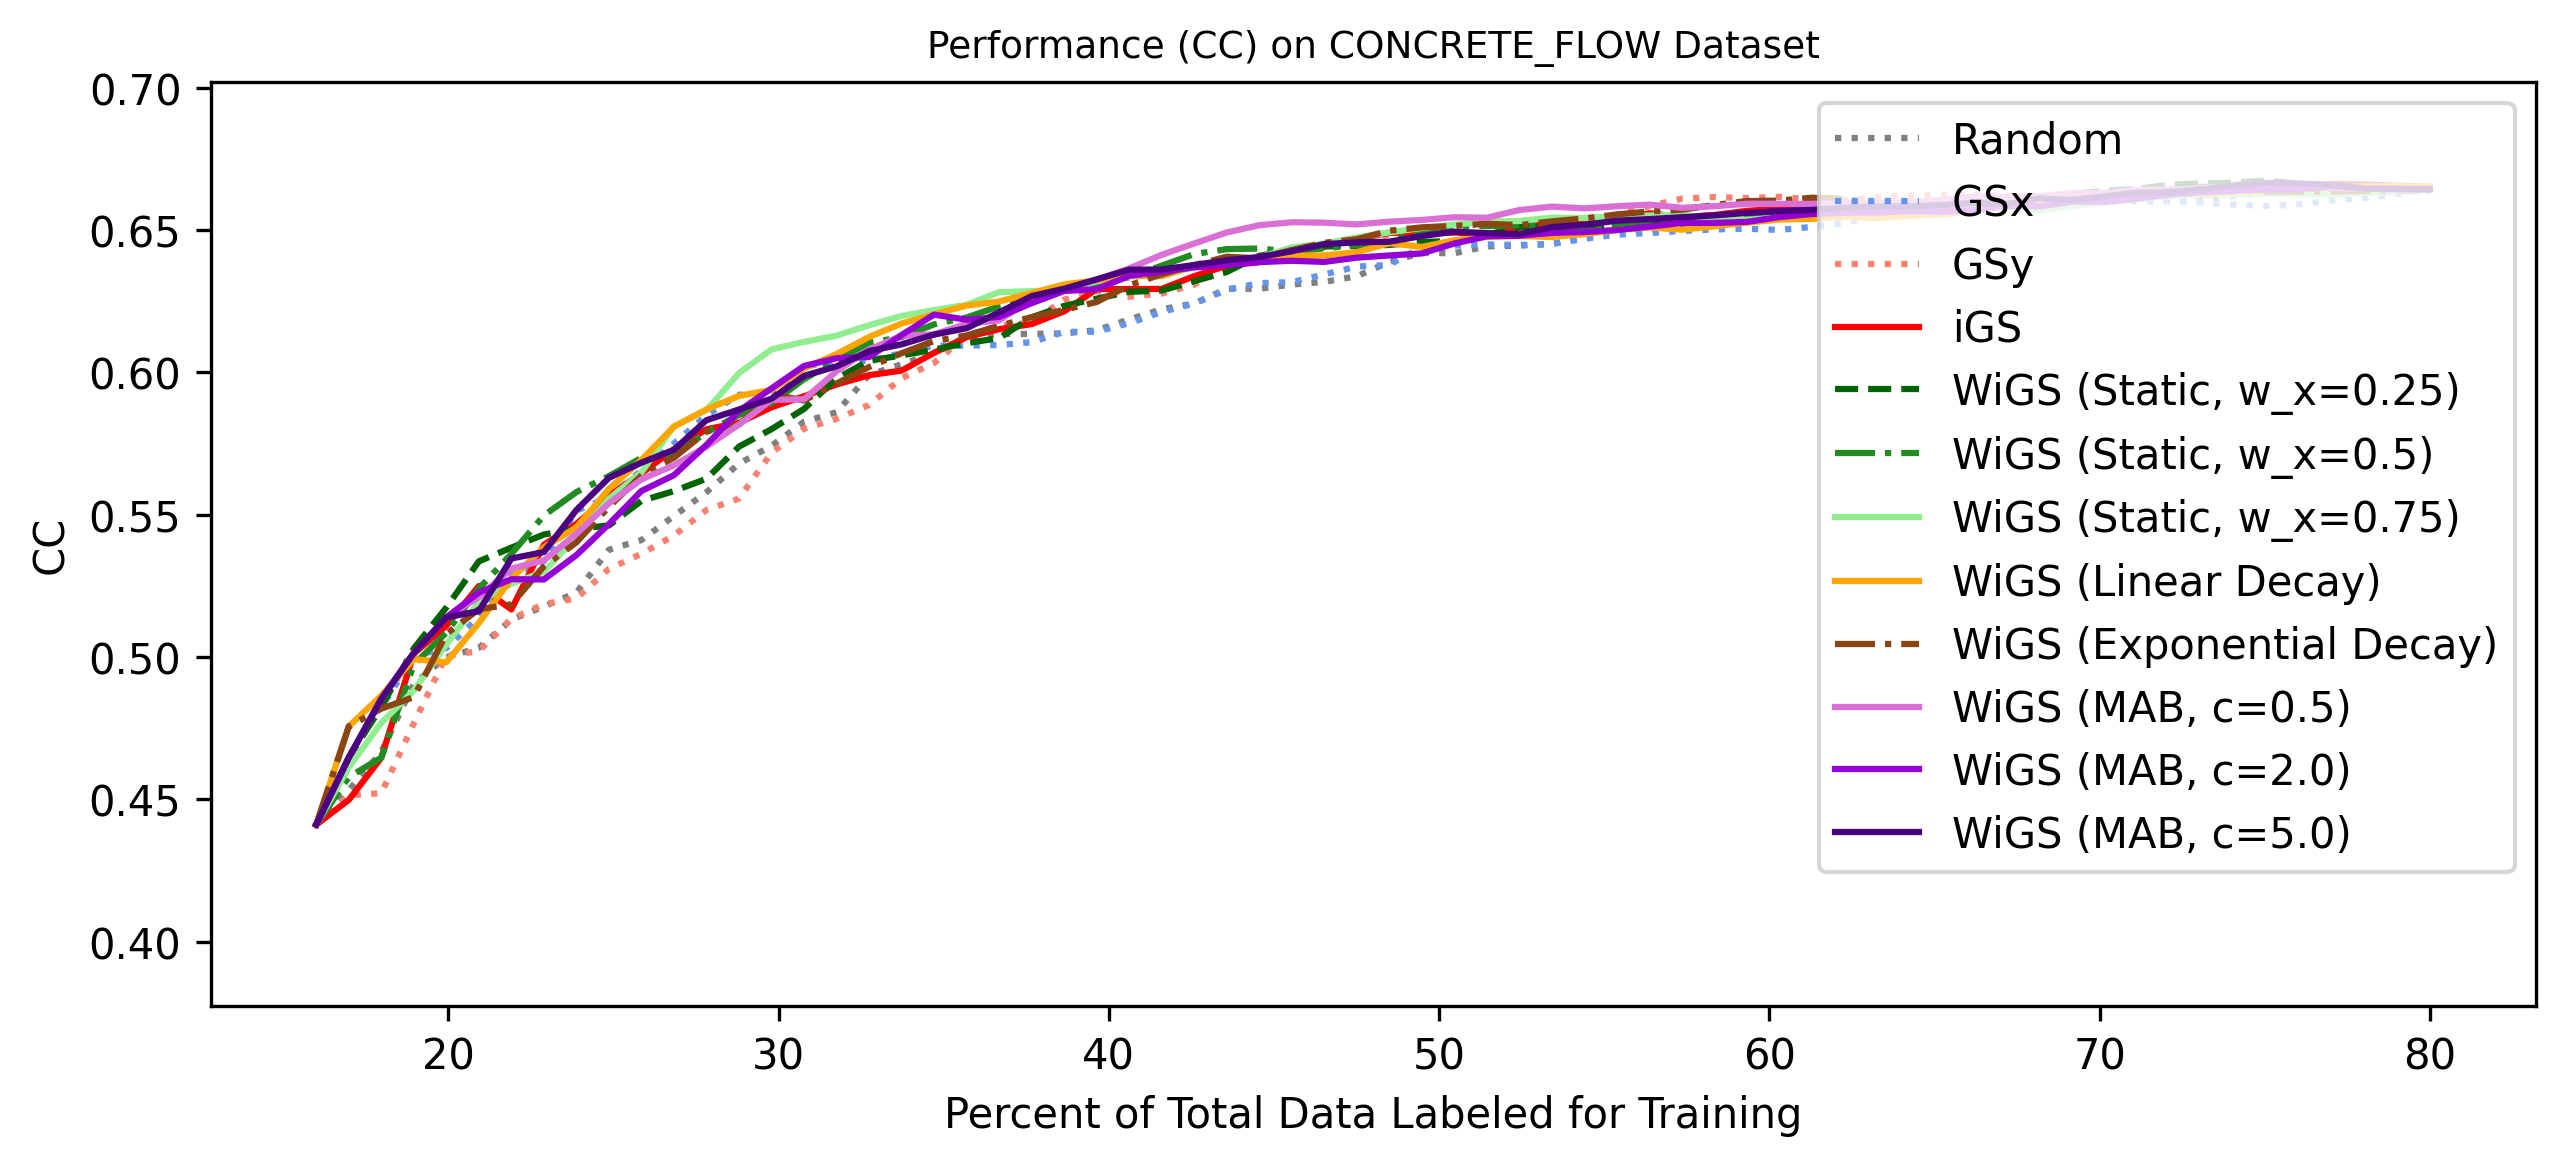 Performance (CC) on CONCRETE_FLOW Dataset
0.70
0.65
0.60
0.55
0.50
0.45
0.40
CC
Random
GSx
GSy
iGS
WiGS (Static, w_x=0.25)
WiGS (Static, w_x=0.5)
WiGS (Static, w_x=0.75)
WiGS (Linear Decay)
WiGS (Exponential Decay)
WiGS (MAB, c=0.5)
WiGS (MAB, c=2.0)
WiGS (MAB, c=5.0)
20 30 40 50 60 70 80
Percent of Total Data Labeled for Training